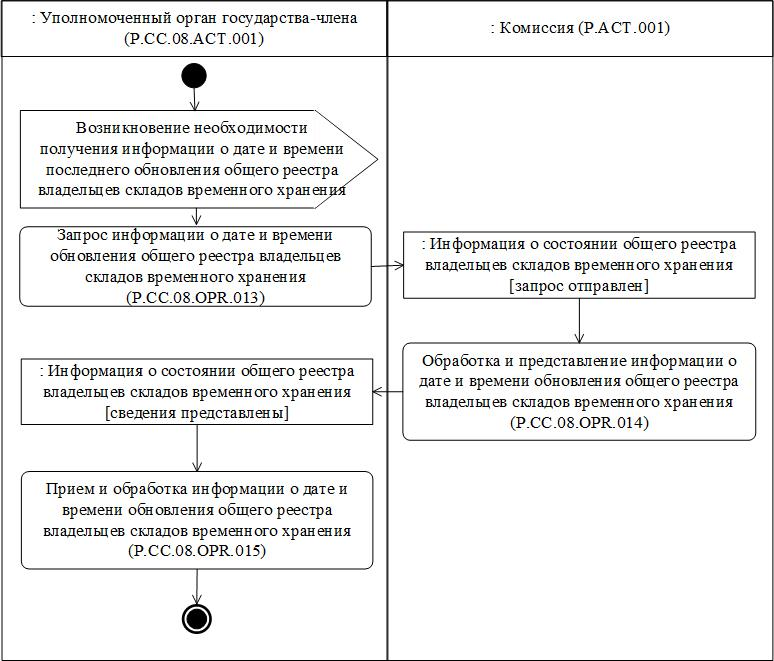 : Уполномоченный орган государства-члена
(P.CC.08.ACT.001)
: Комиссия (P.ACT.001)
Возникновение необходимости
получения информации о дате и времени
последнего обновления общего реестра
владельцев складов временного хранения
Запрос информации о дате и времени
обновления общего реестра владельцев
складов временного хранения
(P.CC.08.OPR.013)
: Информация о состоянии общего реестра
владельцев складов временного хранения
[запрос отправлен]
Обработка и представление информации о
дате и времени обновления общего реестра
владельцев складов временного хранения
(P.CC.08.OPR.014)
: Информация о состоянии общего реестра
владельцев складов временного хранения
[сведения представлены]
Прием и обработка информации о дате и
времени обновления общего реестра
владельцев складов временного хранения
(P.CC.08.OPR.015)